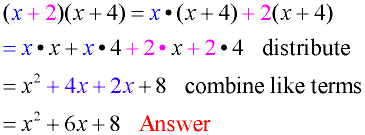 (x + 2)(x + 4) = x•(x + 4) + 2(x + 4)
= x•x + x•4 + 2•x + 2•4 distribute
= x² + 4x + 2x + 8 combine like terms
= x² + 6x + 8 Answer